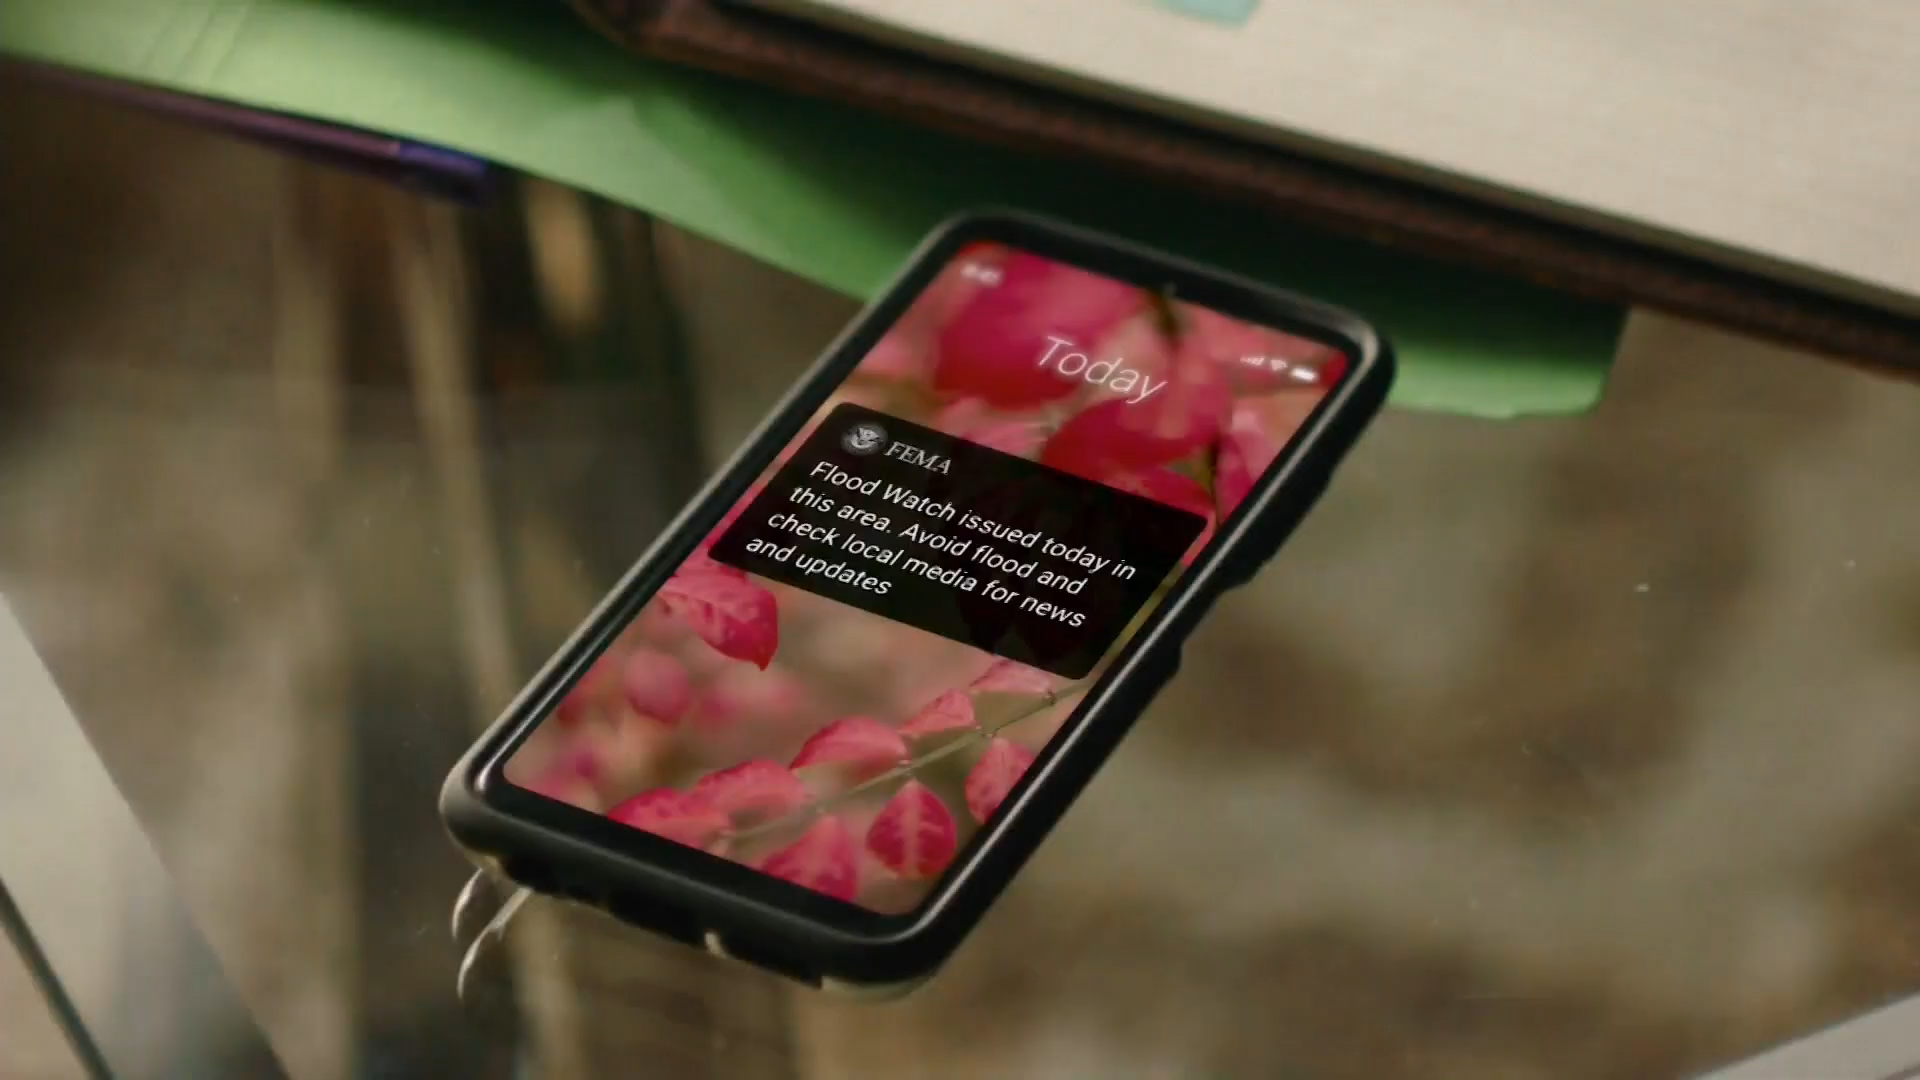 Today
FEMA
Flood Watch issued today in
this area. Avoid flood and
check local media for news
and updates